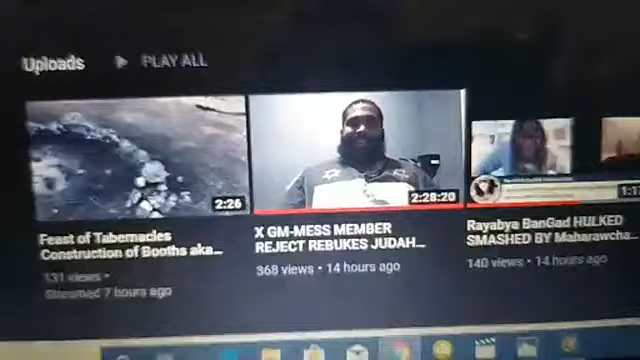 Uploads PLAY ALL
2:26
2:28:20
Feast of Tabernacles
Construction of Booths aka...
131 views •
Streamed 7 hours ago
X GM-MESS MEMBER
REJECT REBUKES JUDAH...
368 views • 14 hours ago
Rayabya BanGad HULKED
SMASHED BY Maharawcha...
140 views • 14 hours ago